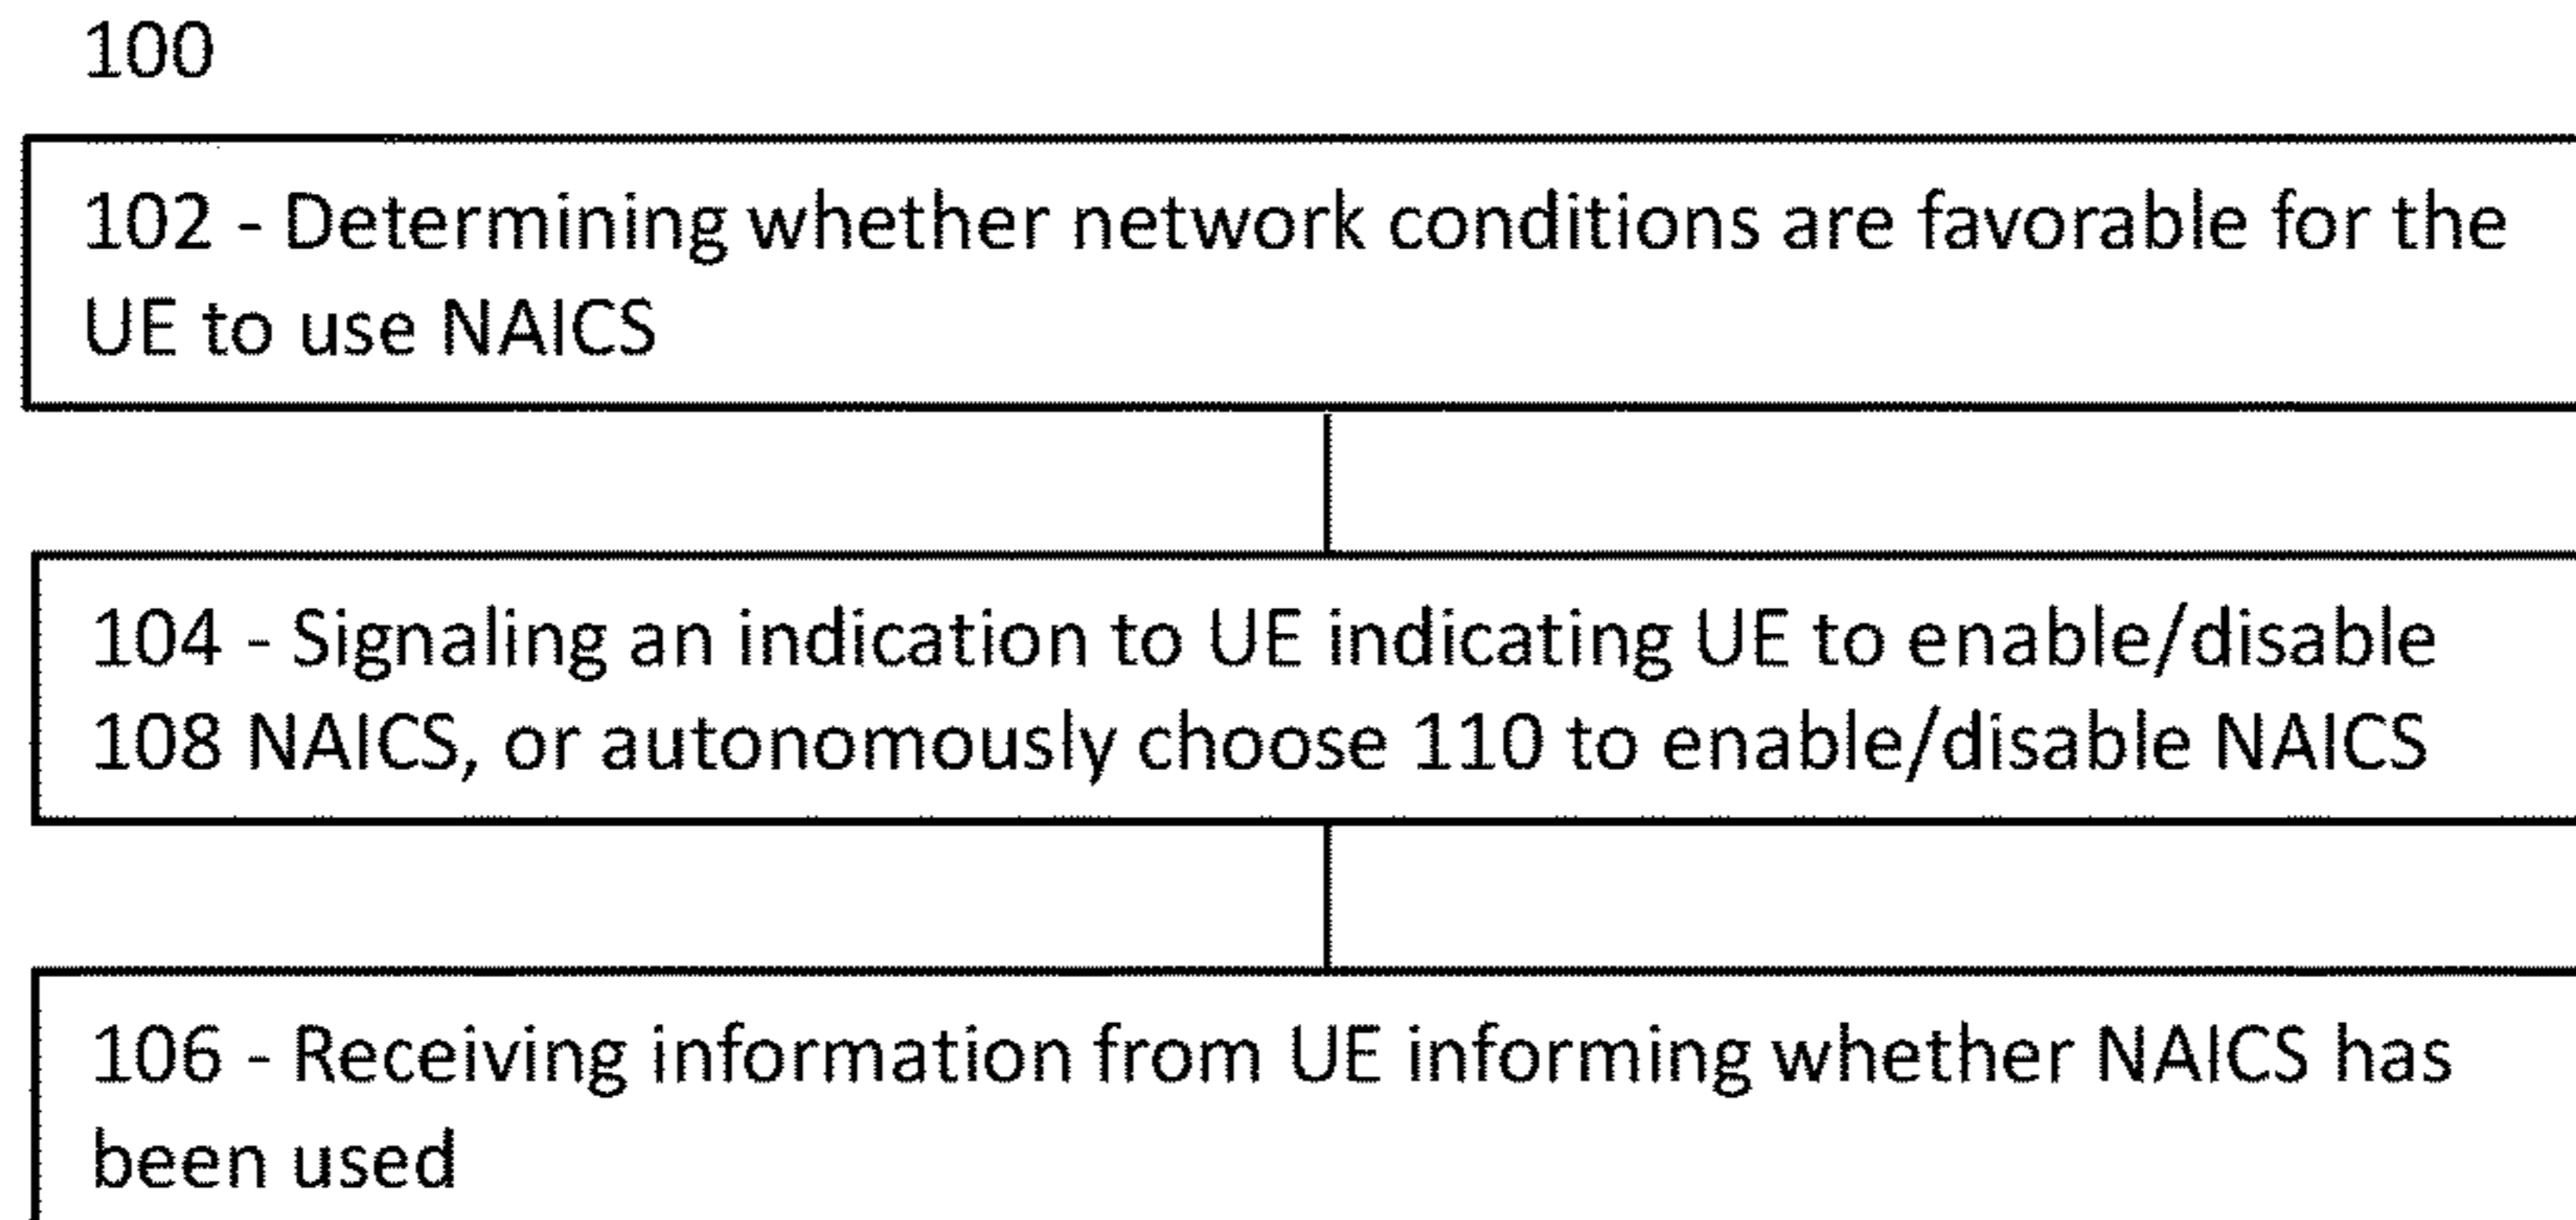 100
102 - Determining whether network conditions are favorable for the
UE to use NAICS
104 - Signaling an indication to UE indicating UE to enable/disable
108 NAICS, or autonomously choose 110 to enable/disable NAICS
106 - Receiving information from UE informing whether NAICS has
been used